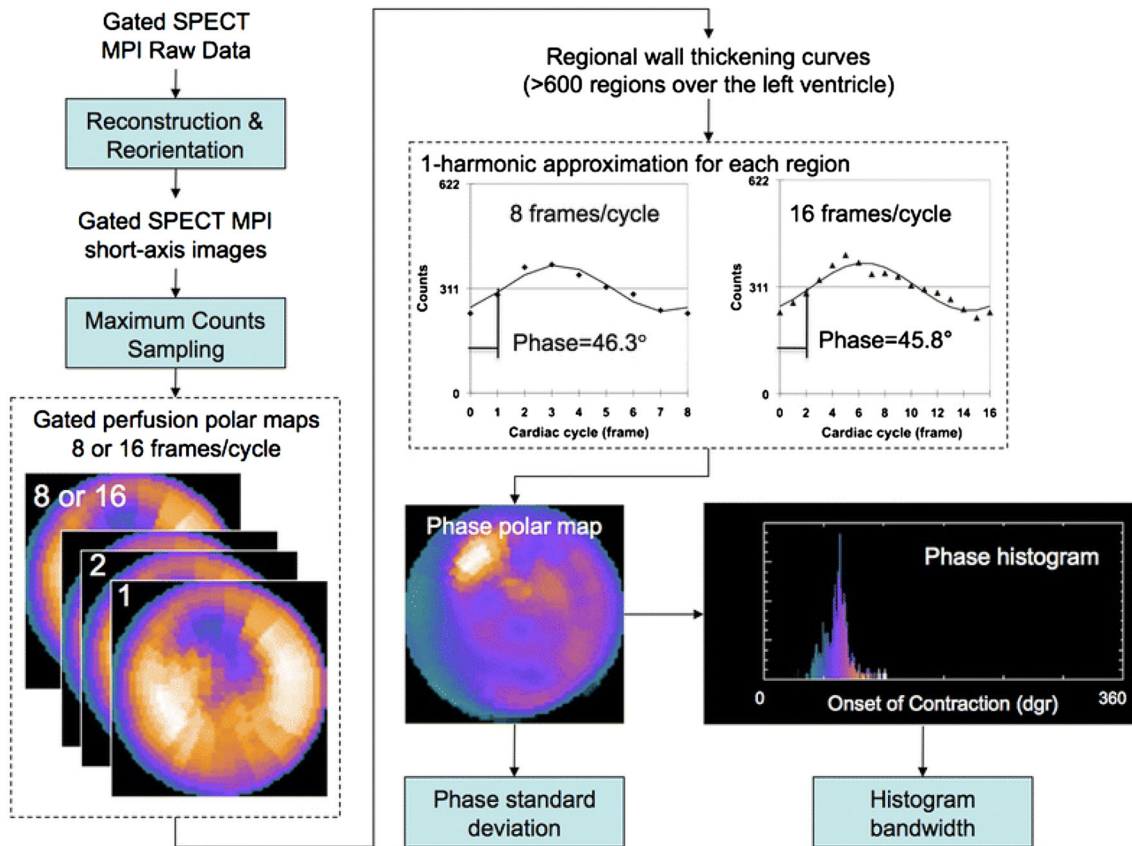 Gated SPECT
MPI Raw Data
Reconstruction &
Reorientation
Gated SPECT MPI
short-axis images
Maximum Counts
Sampling
Gated perfusion polar maps
8 or 16 frames/cycle
8 or 16
2
1
Regional wall thickening curves
(>600 regions over the left ventricle)
1-harmonic approximation for each region
622
8 frames/cycle
311
Counts
Phase=46.3°
0
0 1 2 3 4 5 6 7 8
Cardiac cycle (frame)
622
16 frames/cycle
311
Counts
Phase=45.8°
0
0 2 4 6 8 10 12 14 16
Cardiac cycle (frame)
Phase polar map
Phase histogram
0 360
Onset of Contraction (dgr)
Phase standard
deviation
Histogram
bandwidth